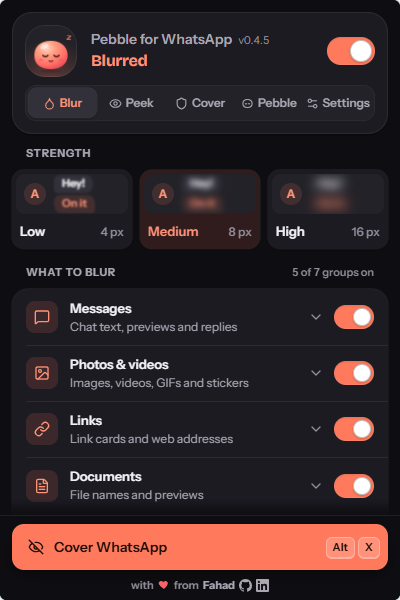 z
Pebble for WhatsApp v0.4.5
Blurred
Blur Peek Cover Pebble Settings
STRENGTH
A Hey! A Hey! A
On it On it
Low 4 px Medium 8 px High 16 px
WHAT TO BLUR 5 of 7 groups on
Messages
Chat text, previews and replies
Photos & videos
Images, videos, GIFs and stickers
Links
Link cards and web addresses
Documents
File names and previews
Cover WhatsApp Alt X
with ♥ from Fahad